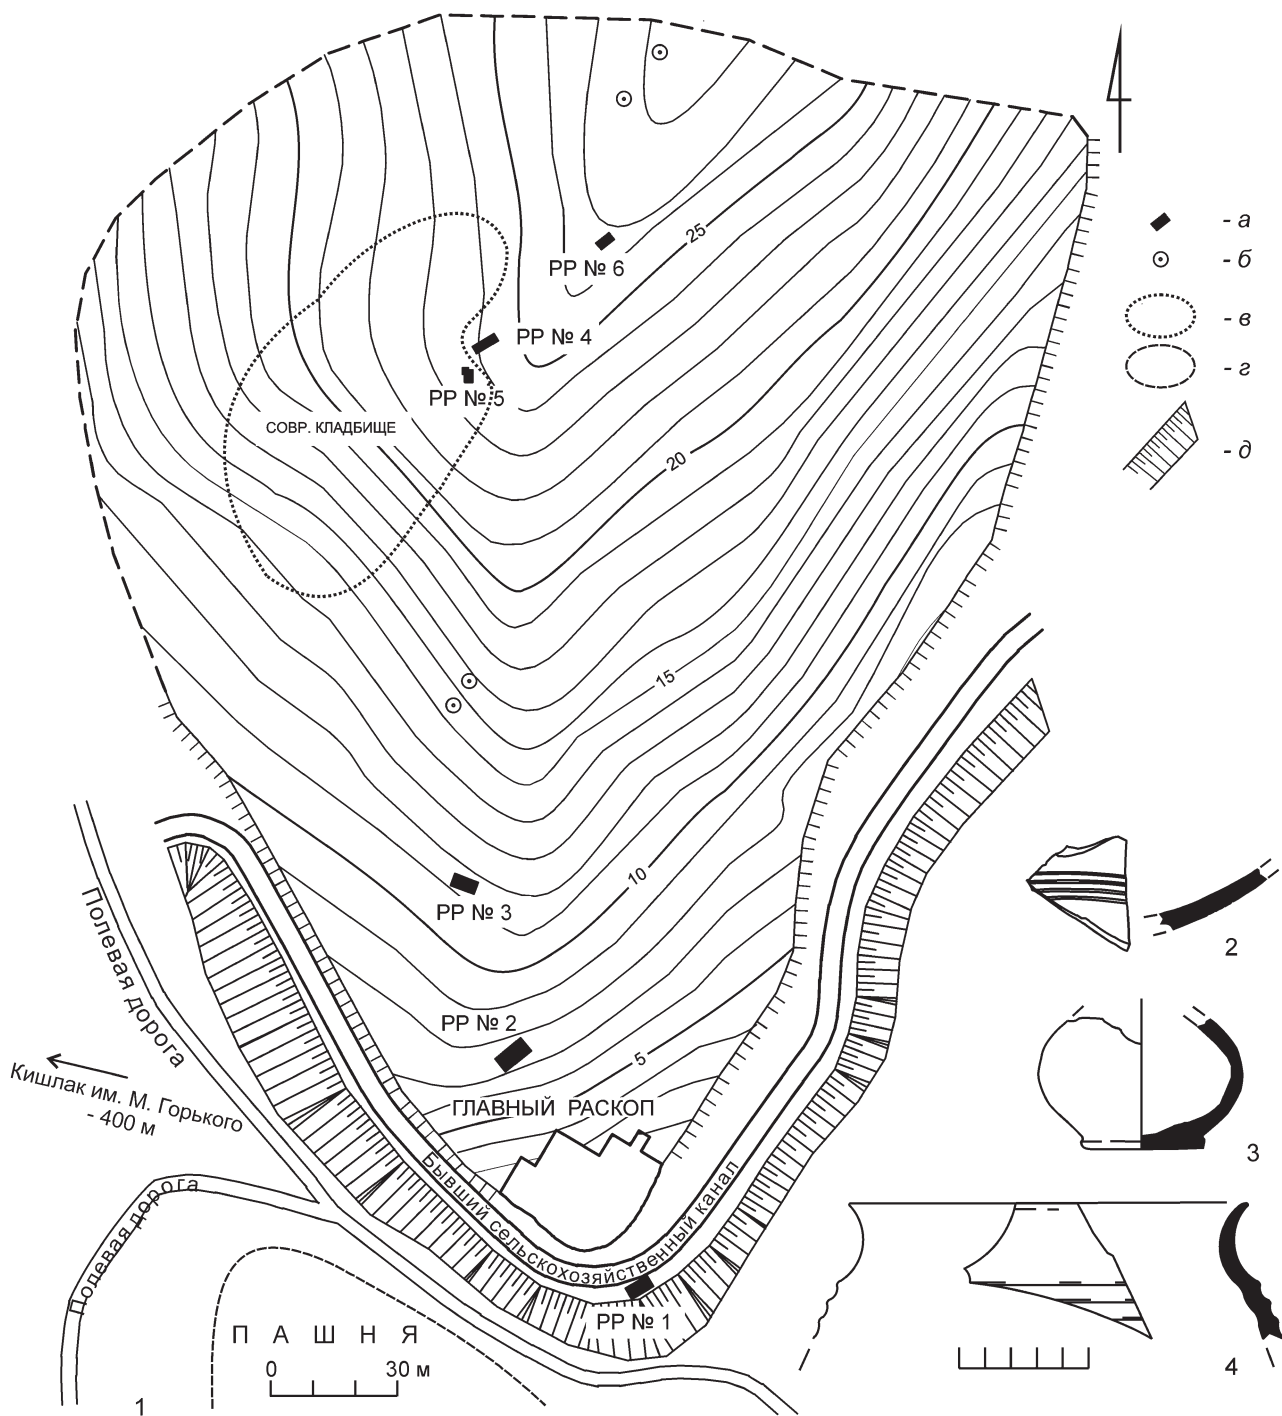 - а
- б
- в
- г
- д
25
РР № 6
РР № 4
РР № 5
СОВР. КЛАДБИЩЕ
20
15
10
РР № 3
РР № 2
5
ГЛАВНЫЙ РАСКОП
Полевая дорога
Кишлак им. М. Горького
- 400 м
Полевая дорога
Бывший сельскохозяйственный канал
РР № 1
ПАШНЯ
0 30 м
1
2
3
4